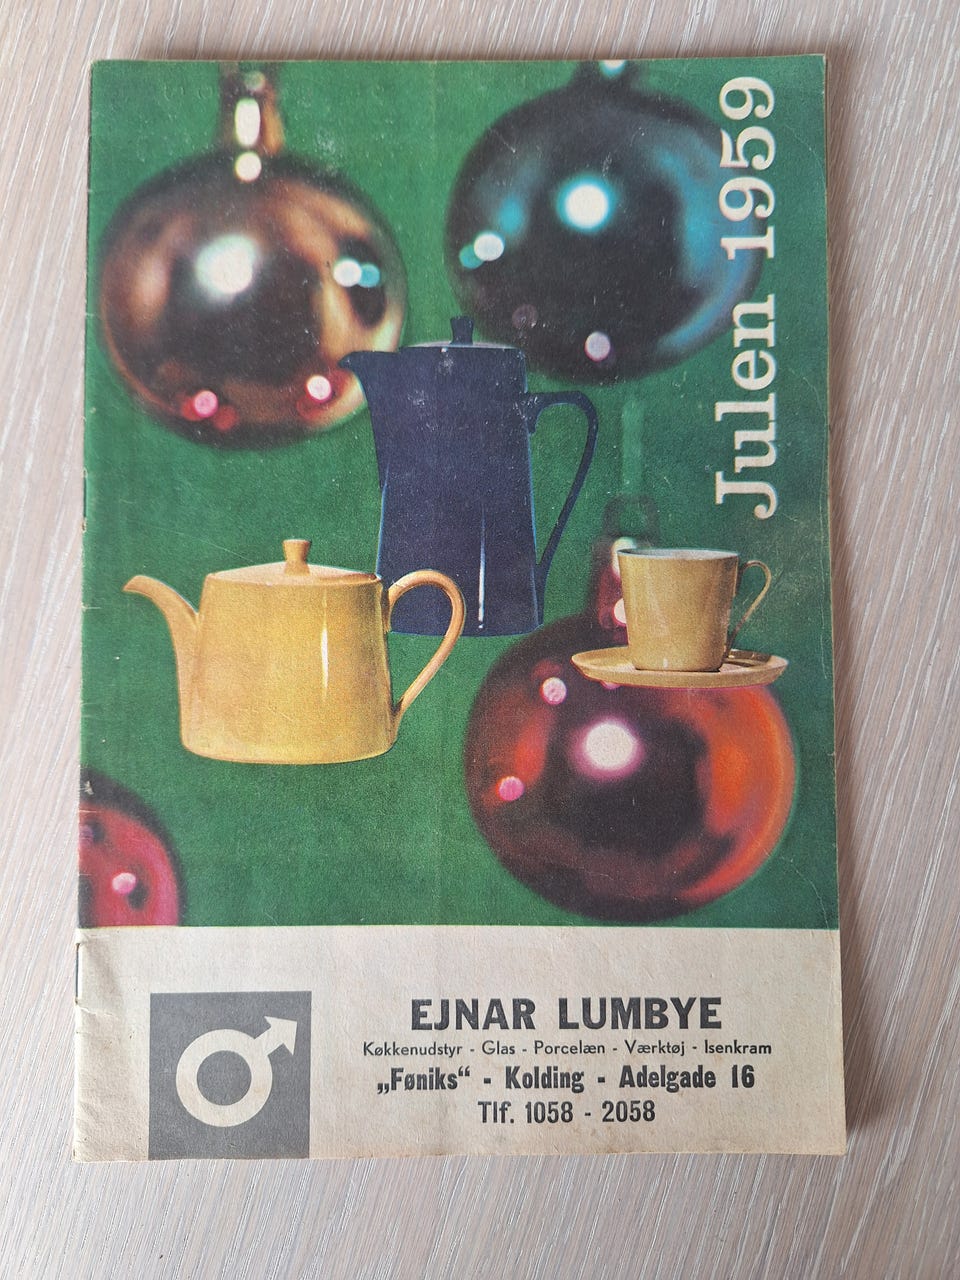 Julen 1959
EJNAR LUMBYE
Køkkenudstyr - Glas - Porcelæn - Værktøj - Isenkram
„Føniks“ - Kolding - Adelgade 16
Tlf. 1058 - 2058